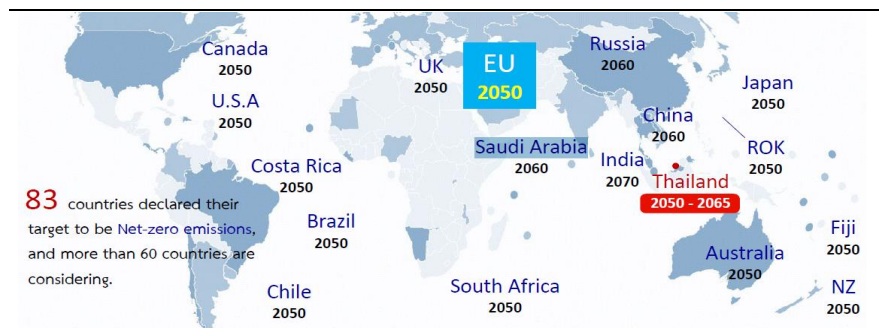 Canada
2050
U.S.A
2050
Costa Rica
2050
83 countries declared their
target to be Net-zero emissions,
and more than 60 countries are
considering.
Brazil
2050
Chile
2050
UK
2050
EU
2050
Russia
2060
Japan
2050
China
2060
ROK
2050
Saudi Arabia
2060
India
2070
Thailand
2050 - 2065
South Africa
2050
Australia
2050
Fiji
2050
NZ
2050